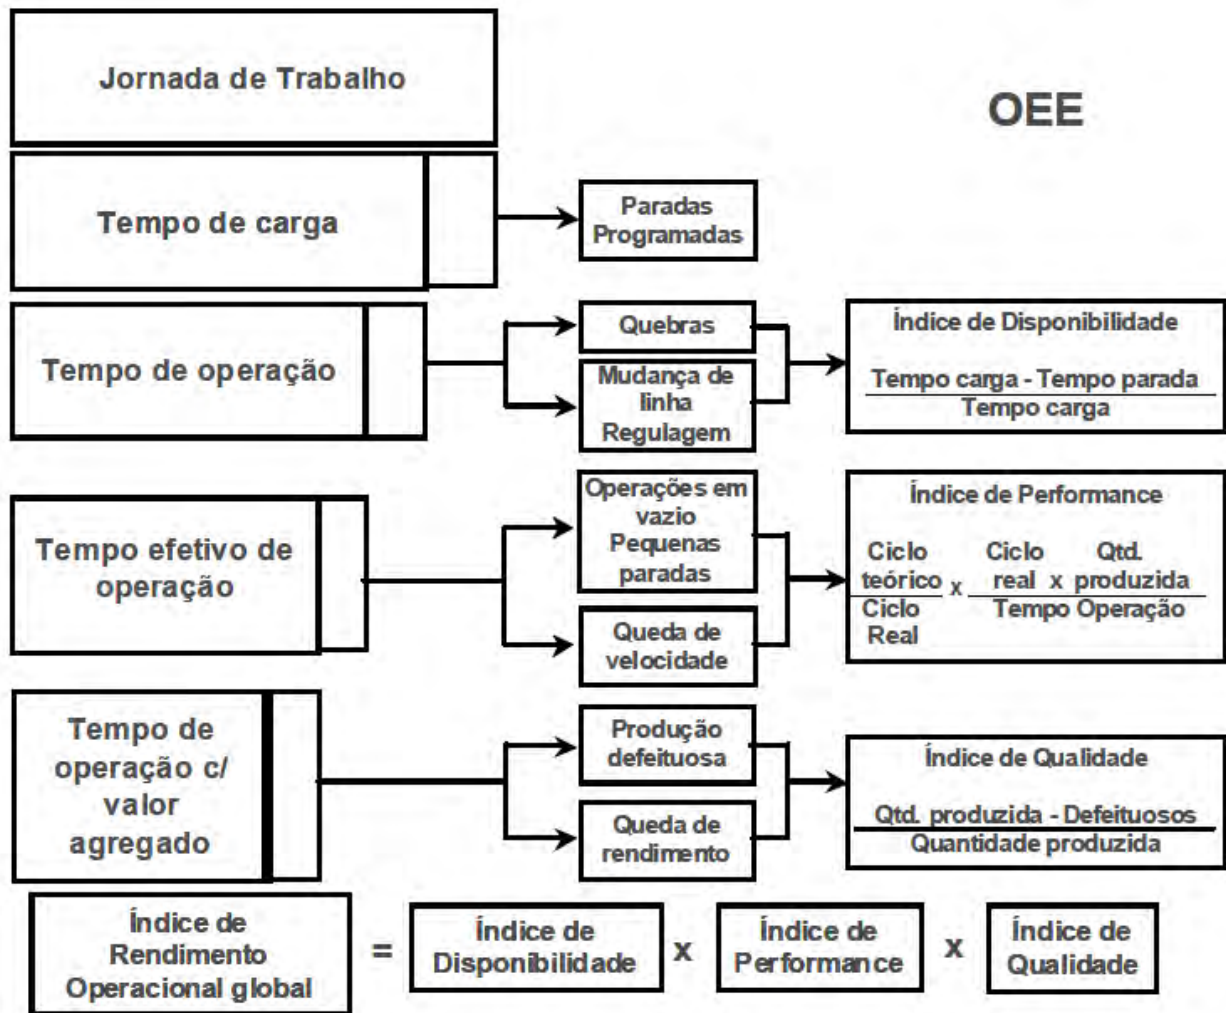 Jornada de Trabalho
OEE
Tempo de carga
Paradas
Programadas
Tempo de operação
Quebras
Mudança de
linha
Regulagem
Índice de Disponibilidade
Tempo carga - Tempo parada
Tempo carga
Tempo efetivo de
operação
Operações em
vazio
Pequenas
paradas
Queda de
velocidade
Índice de Performance
Ciclo Ciclo Qtd.
teórico x real x produzida
Ciclo Tempo Operação
Real
Tempo de
operação c/
valor
agregado
Produção
defeituosa
Queda de
rendimento
Índice de Qualidade
Qtd. produzida - Defeituosos
Quantidade produzida
Índice de
Rendimento
Operacional global
=
Índice de
Disponibilidade
x
Índice de
Performance
x
Índice de
Qualidade